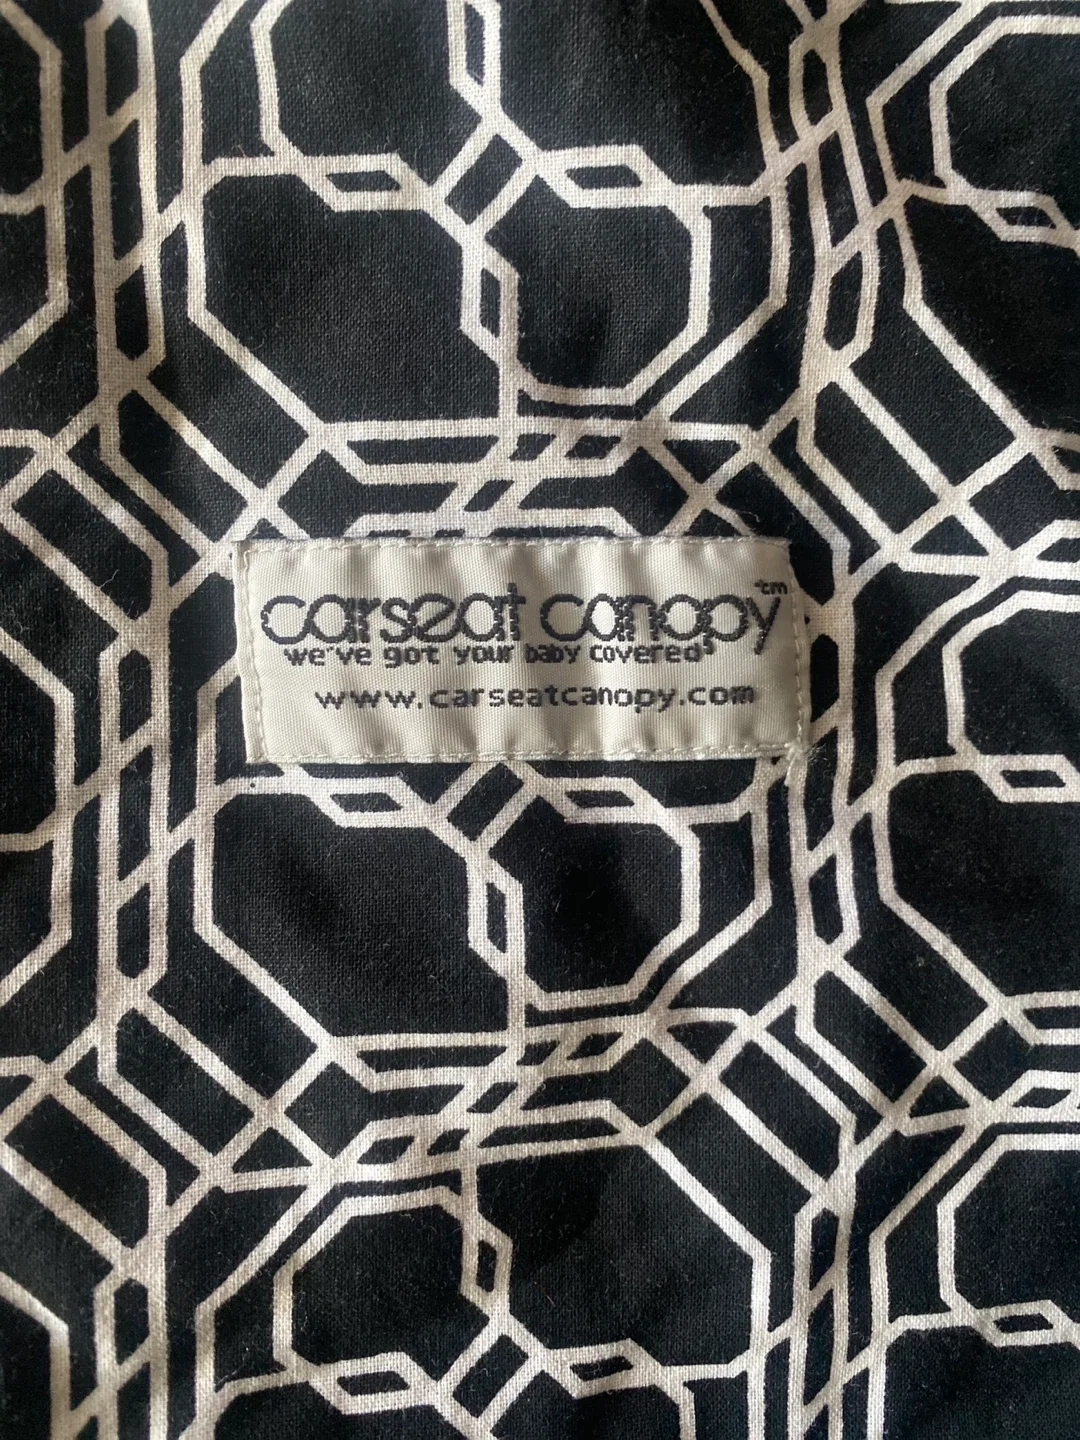 carseat canopy™
we've got your baby covered
www.carseatcanopy.com